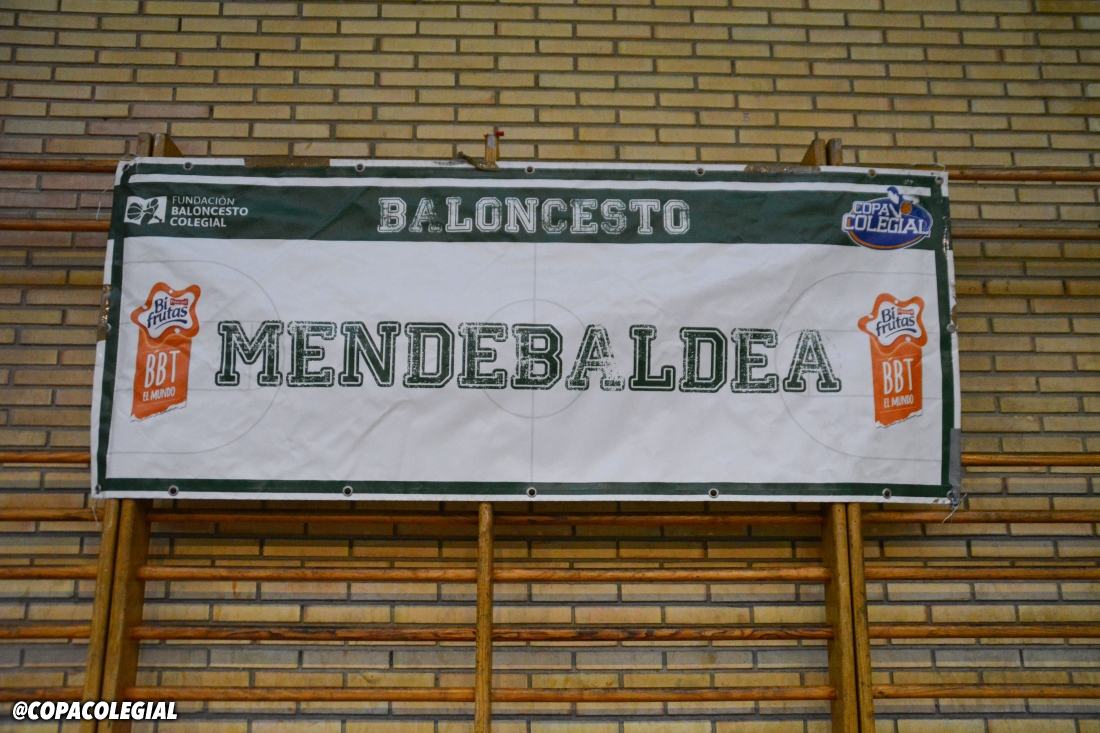 FUNDACIÓN
BALONCESTO
COLEGIAL
BALONCESTO
COPA
COLEGIAL
Bi
frutas
BBT
EL MUNDO
MENDEBALDEA
Bi
frutas
BBT
EL MUNDO
@COPACOLEGIAL